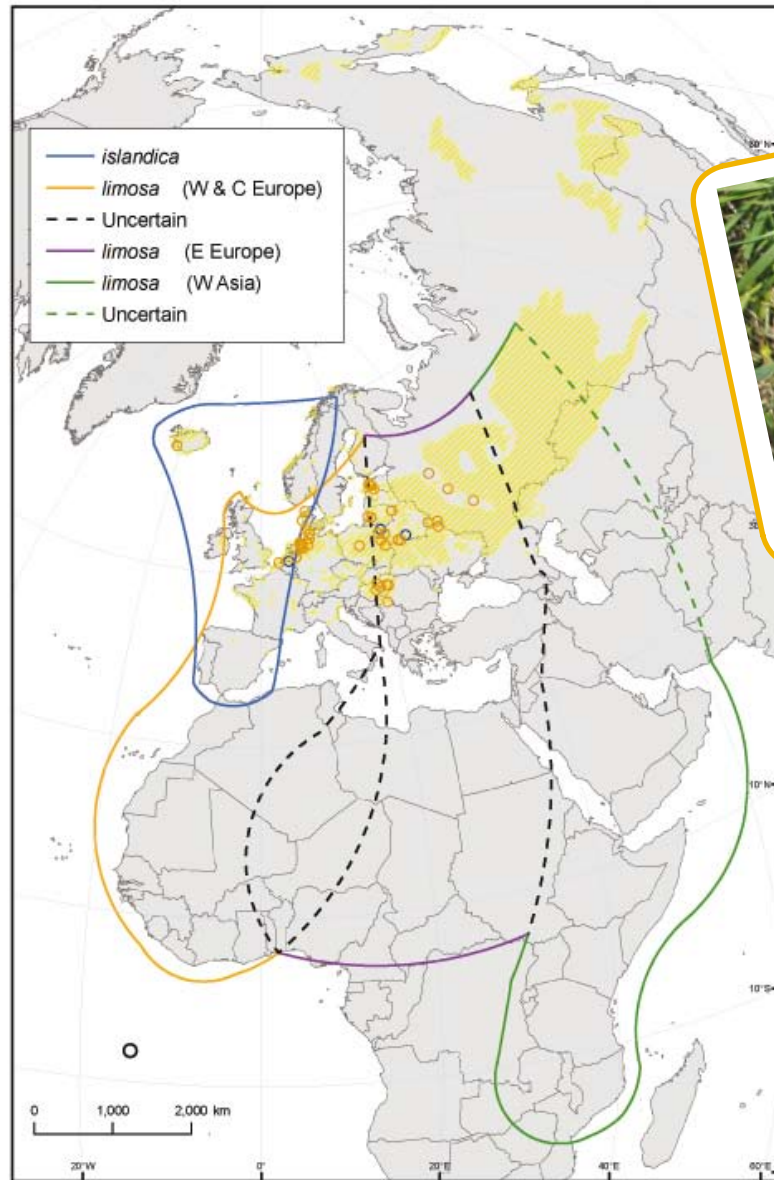 islandica
limosa (W & C Europe)
Uncertain
limosa (E Europe)
limosa (W Asia)
Uncertain
10°N
10°S
0 1,000 2,000 km
20°W 0° 20°E 40°E 60°E